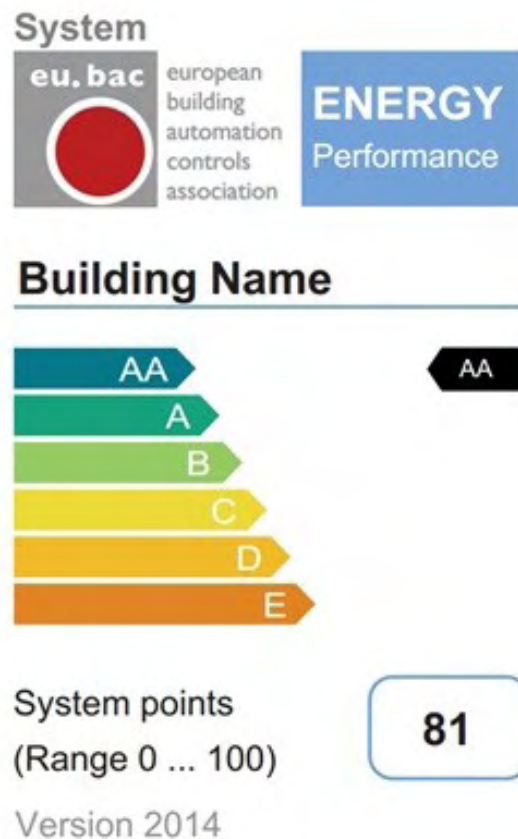 System
eu.bac
european
building
automation
controls
association
ENERGY
Performance
Building Name
AA
AA
A
B
C
D
E
System points
(Range 0 ... 100)
81
Version 2014